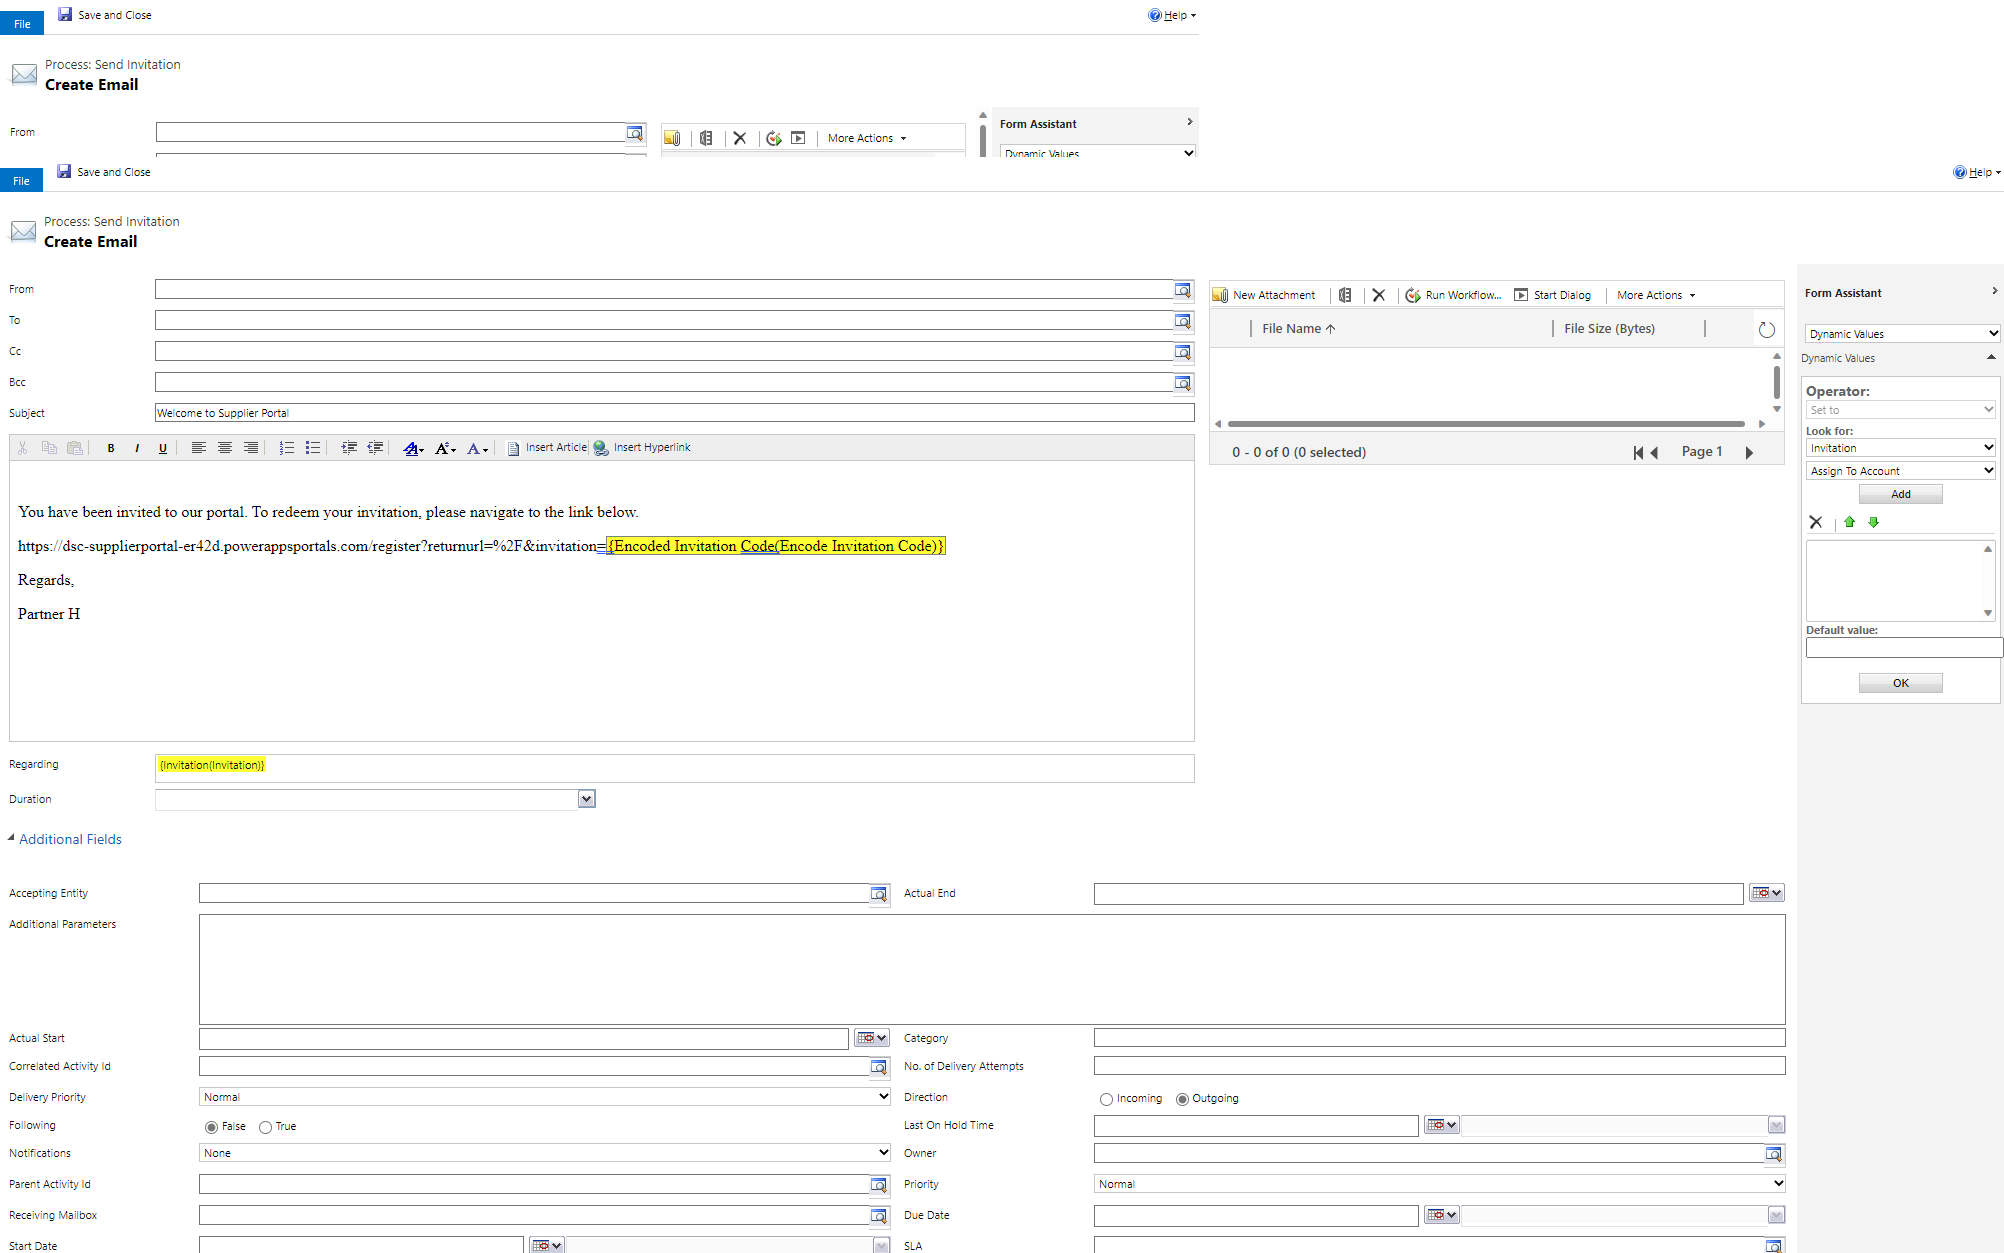 File
Save and Close
Help
Process: Send Invitation
Create Email
From
More Actions
Form Assistant
Dynamic Values
File
Save and Close
Help
Process: Send Invitation
Create Email
From
To
Cc
Bcc
Subject
Welcome to Supplier Portal
New Attachment
Run Workflow...
Start Dialog
More Actions
File Name
File Size (Bytes)
0 - 0 of 0 (0 selected)
Page 1
Form Assistant
Dynamic Values
Dynamic Values
Operator:
Set to
Look for:
Invitation
Assign To Account
Add
Default value:
OK
B I U
A A A
Insert Article
Insert Hyperlink
You have been invited to our portal. To redeem your invitation, please navigate to the link below.
https://dsc-supplierportal-er42d.powerappsportals.com/register?returnurl=%2F&invitation={Encoded Invitation Code(Encode Invitation Code)}
Regards,
Partner H
Regarding
{Invitation(Invitation)}
Duration
Additional Fields
Accepting Entity
Actual End
Additional Parameters
Actual Start
Category
Correlated Activity Id
No. of Delivery Attempts
Delivery Priority
Normal
Direction
Incoming
Outgoing
Following
False
True
Last On Hold Time
Notifications
None
Owner
Parent Activity Id
Priority
Normal
Receiving Mailbox
Due Date
Start Date
SLA